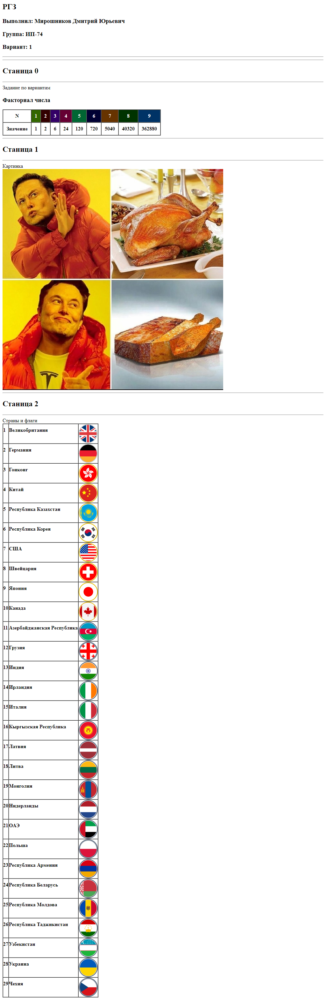 РГЗ
Выполнил: Мирошников Дмитрий Юрьевич
Группа: ИП-74
Вариант: 1
Станица 0
Задание по вариантам
Факториал числа
N 1 2 3 4 5 6 7 8 9
Значение 1 2 6 24 120 720 5040 40320 362880
Станица 1
Картинка
Станица 2
Страны и флаги
1 Великобритания
2 Германия
3 Гонконг
4 Китай
5 Республика Казахстан
6 Республика Корея
7 США
8 Швейцария
9 Япония
10 Канада
11 Азербайджанская Республика
12 Грузия
13 Индия
14 Ирландия
15 Италия
16 Кыргызская Республика
17 Латвия
18 Литва
19 Монголия
20 Нидерланды
21 ОАЭ
22 Польша
23 Республика Армения
24 Республика Беларусь
25 Республика Молдова
26 Республика Таджикистан
27 Узбекистан
28 Украина
29 Чехия